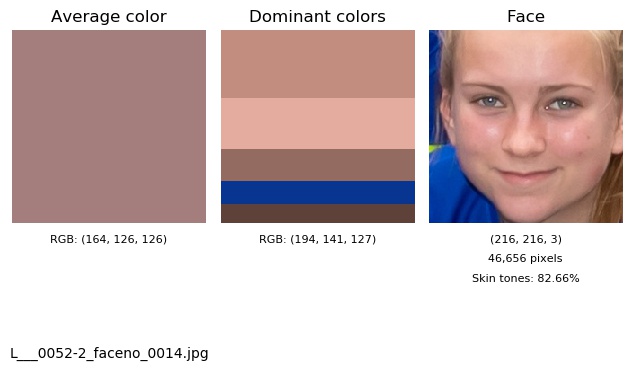 Average color
Dominant colors
Face
RGB: (164, 126, 126)
RGB: (194, 141, 127)
(216, 216, 3)
46,656 pixels
Skin tones: 82.66%
L___0052-2_faceno_0014.jpg